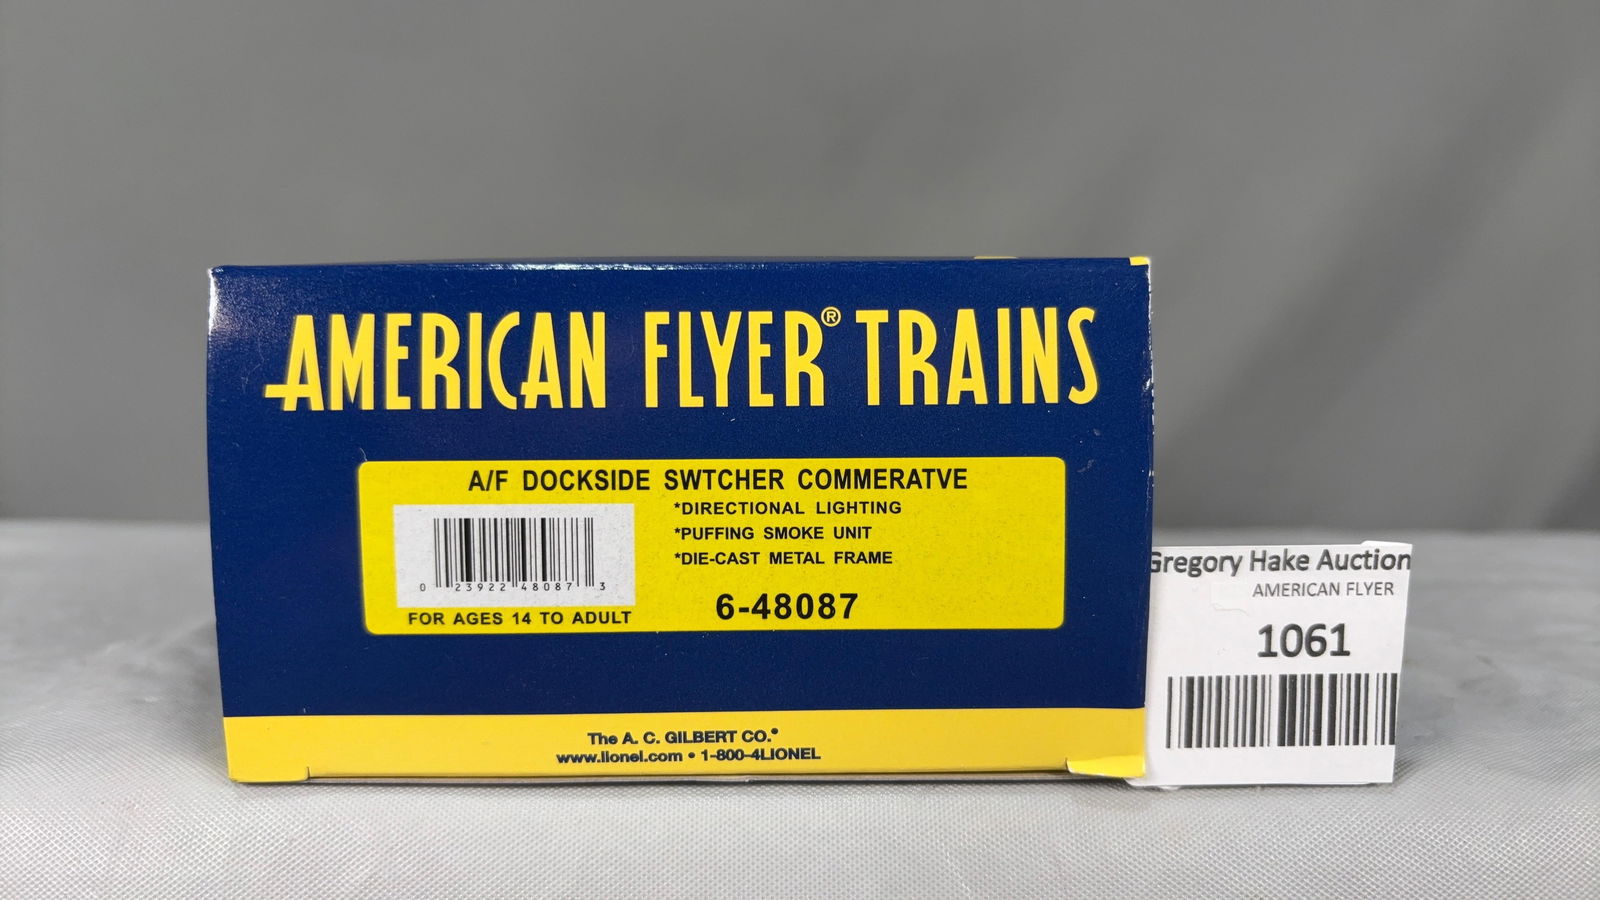 AMERICAN FLYER® TRAINS
A/F DOCKSIDE SWTCHER COMMERATVE
*DIRECTIONAL LIGHTING
*PUFFING SMOKE UNIT
*DIE-CAST METAL FRAME
0 23922 48087 3
FOR AGES 14 TO ADULT
6-48087
The A. C. GILBERT CO.®
www.lionel.com • 1-800-4LIONEL
Gregory Hake Auction
AMERICAN FLYER
1061